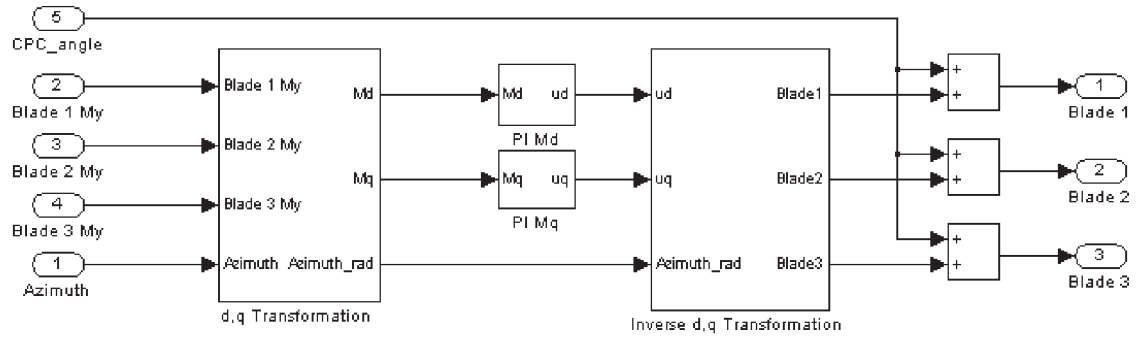 5
CPC_angle
2
Blade 1 My
3
Blade 2 My
4
Blade 3 My
1
Azimuth
Blade 1 My
Blade 2 My
Blade 3 My
Azimuth
Md
Mq
Azimuth_rad
d,q Transformation
Md ud
PI Md
Mq uq
PI Mq
ud
uq
Azimuth_rad
Blade1
Blade2
Blade3
Inverse d,q Transformation
+
+
+
+
+
+
1
Blade 1
2
Blade 2
3
Blade 3